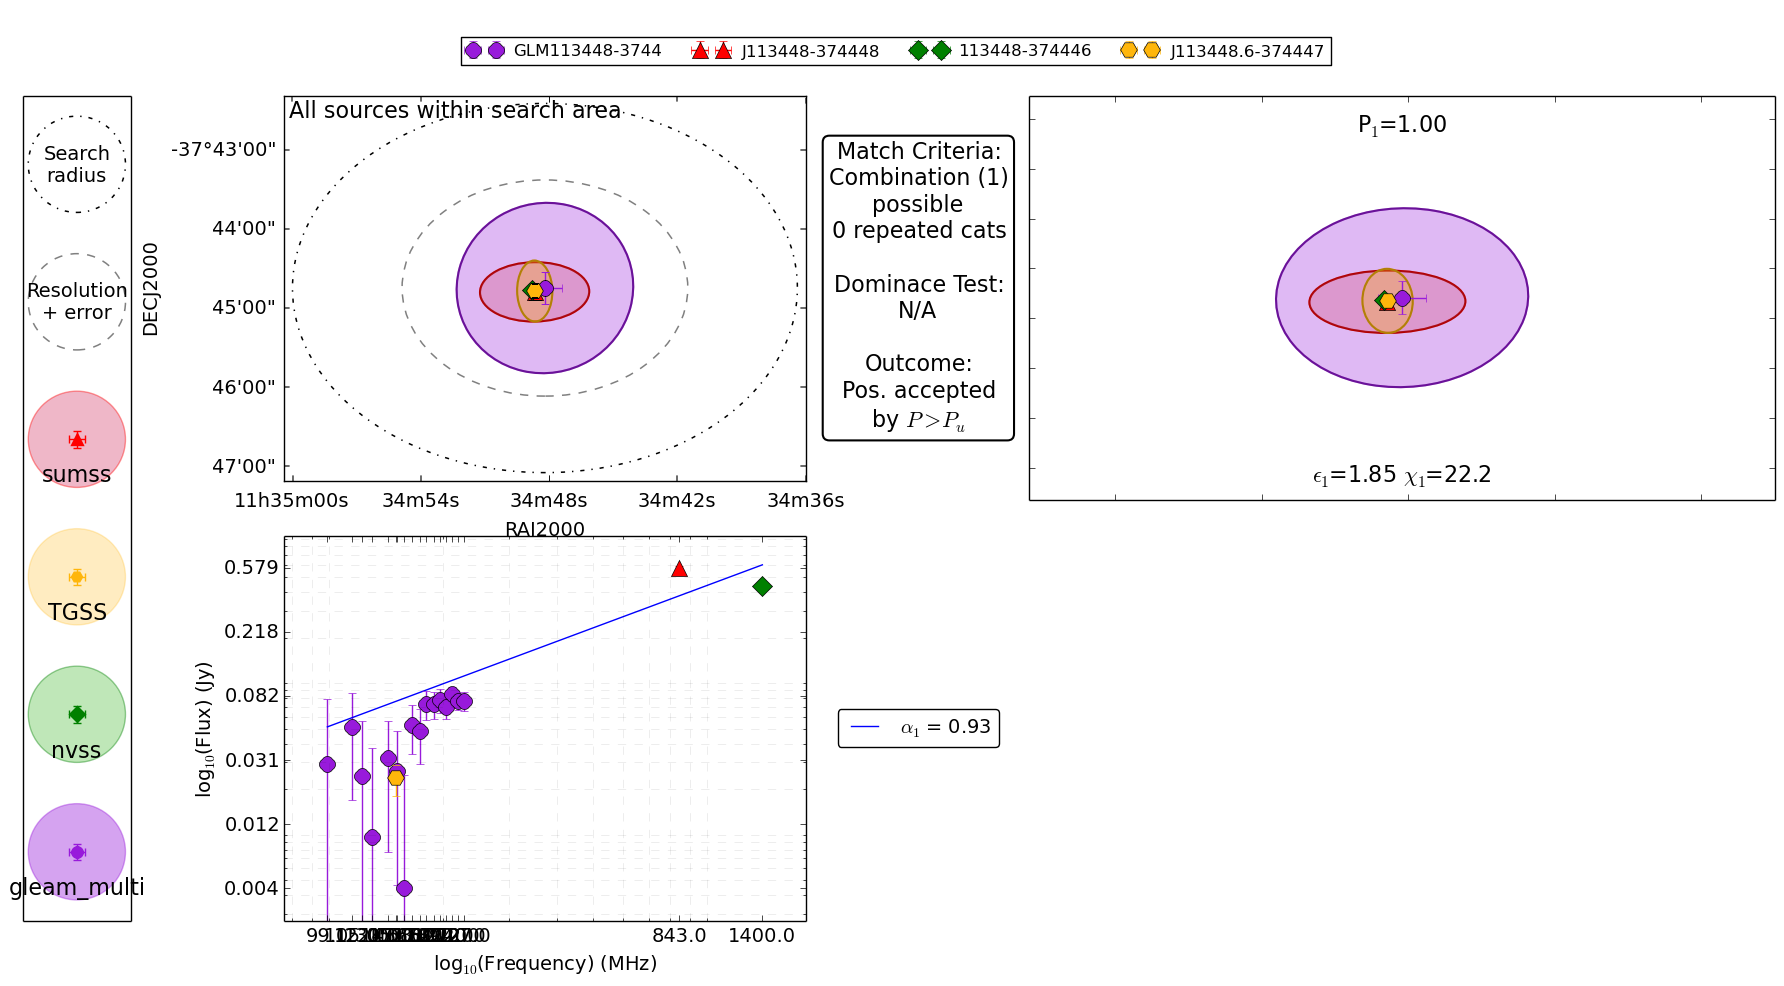 GLM113448-3744
J113448-374448
113448-374446
J113448.6-374447
Search
radius
Resolution
+ error
sumss
TGSS
nvss
gleam_multi
All sources within search area
DECJ2000
-37°43'00"
44'00"
45'00"
46'00"
47'00"
11h35m00s
34m54s
34m48s
34m42s
34m36s
RAJ2000
Match Criteria:
Combination (1)
possible
0 repeated cats
Dominace Test:
N/A
Outcome:
Pos. accepted
by P>Pu
P1=1.00
ϵ1=1.85 χ1=22.2
log10(Flux) (Jy)
0.579
0.218
0.082
0.031
0.012
0.004
843.0
1400.0
log10(Frequency) (MHz)
α1 = 0.93